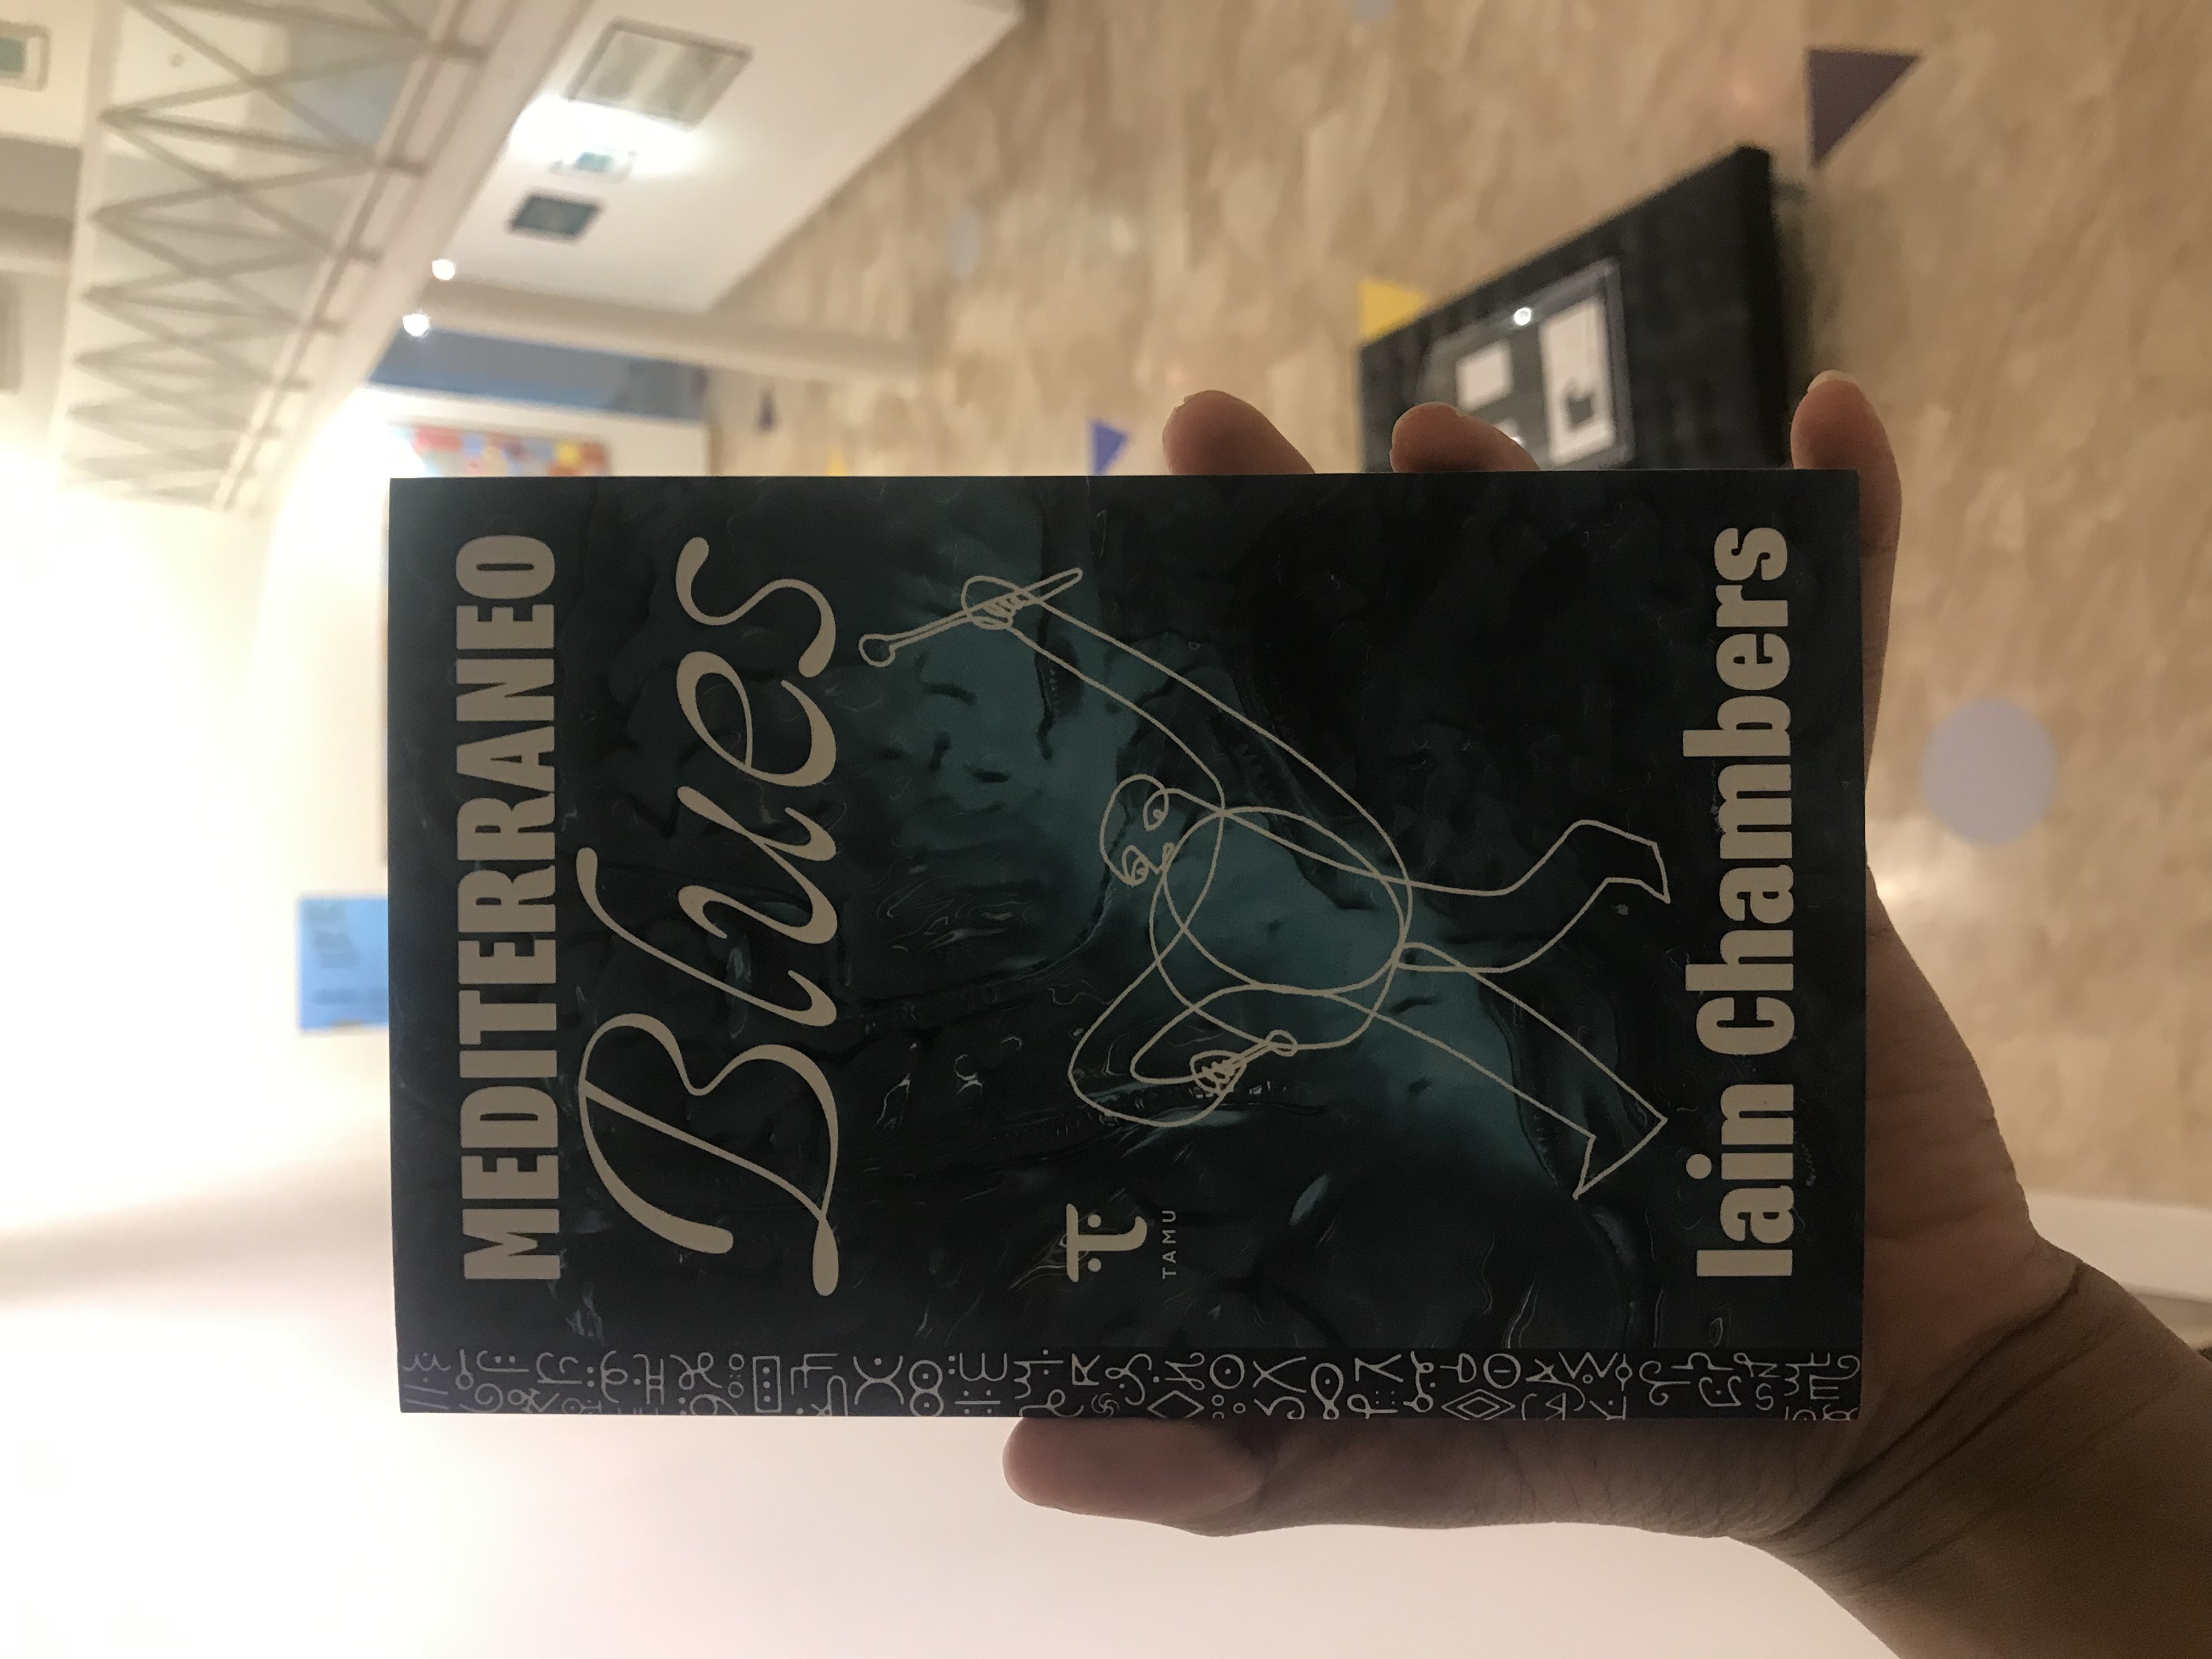 MEDITERRANEO
Blues
TAMU
Iain Chambers